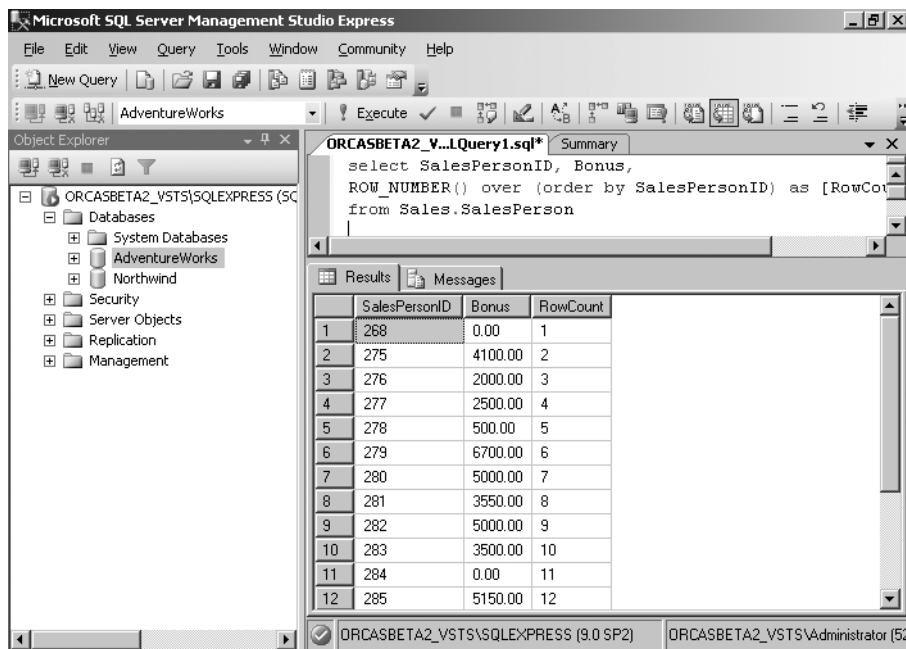 Microsoft SQL Server Management Studio Express
File Edit View Query Tools Window Community Help
New Query
AdventureWorks Execute
Object Explorer
ORCASBETA2_VSTS\SQLEXPRESS (SQ
Databases
System Databases
AdventureWorks
Northwind
Security
Server Objects
Replication
Management
ORCASBETA2_V...LQuery1.sql* Summary
select SalesPersonID, Bonus,
ROW_NUMBER() over (order by SalesPersonID) as [RowCou
from Sales.SalesPerson
Results Messages
SalesPersonID Bonus RowCount
1 268 0.00 1
2 275 4100.00 2
3 276 2000.00 3
4 277 2500.00 4
5 278 500.00 5
6 279 6700.00 6
7 280 5000.00 7
8 281 3550.00 8
9 282 5000.00 9
10 283 3500.00 10
11 284 0.00 11
12 285 5150.00 12
ORCASBETA2_VSTS\SQLEXPRESS (9.0 SP2) ORCASBETA2_VSTS\Administrator (52